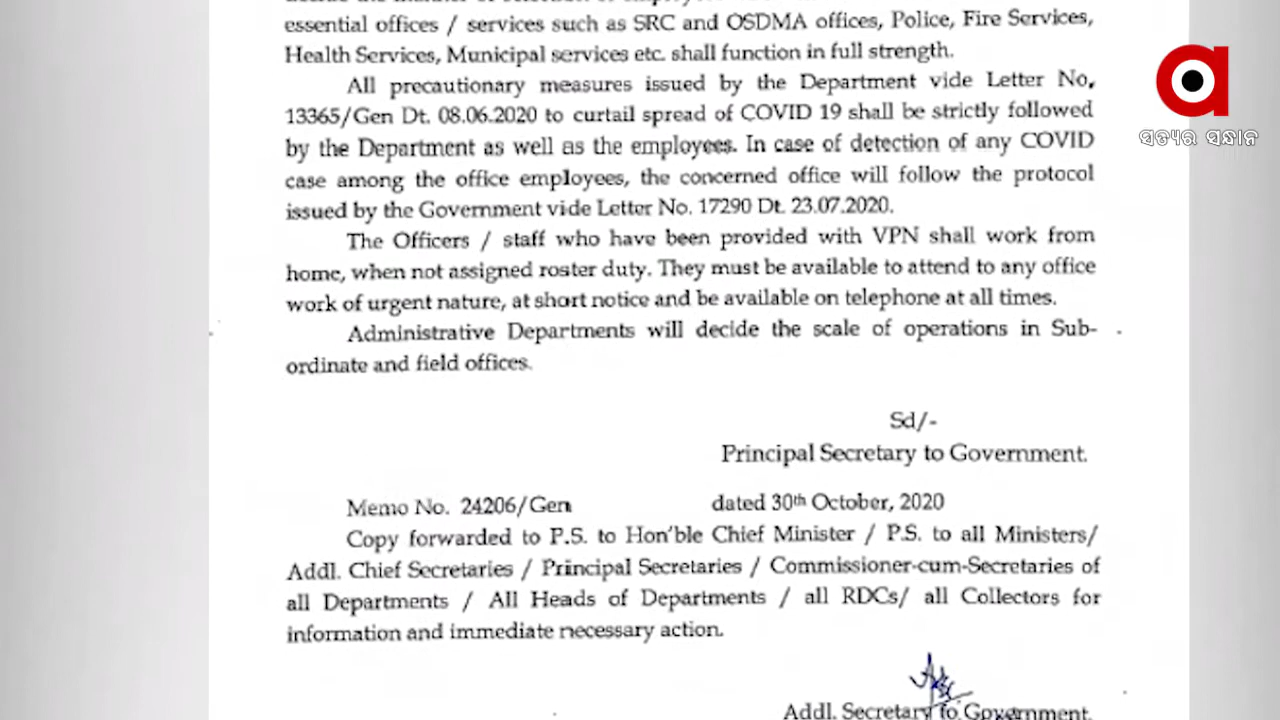 essential offices / services such as SRC and OSDMA offices, Police, Fire Services,
Health Services, Municipal services etc. shall function in full strength.
All precautionary measures issued by the Department vide Letter No,
13365/Gen Dt. 08.06.2020 to curtail spread of COVID 19 shall be strictly followed
by the Department as well as the employees. In case of detection of any COVID
case among the office employees, the concerned office will follow the protocol
issued by the Government vide Letter No. 17290 Dt. 23.07.2020.
The Officers / staff who have been provided with VPN shall work from
home, when not assigned roster duty. They must be available to attend to any office
work of urgent nature, at short notice and be available on telephone at all times.
Administrative Departments will decide the scale of operations in Sub-
ordinate and field offices.
Sd/-
Principal Secretary to Government.
Memo No. 24206/Gen dated 30th October, 2020
Copy forwarded to P.S. to Hon'ble Chief Minister / P.S. to all Ministers/
Addl. Chief Secretaries / Principal Secretaries / Commissioner-cum-Secretaries of
all Departments / All Heads of Departments / all RDCs/ all Collectors for
information and immediate necessary action.
Addl. Secretary to Government.
a
ସତ୍ୟର ସନ୍ଧାନ